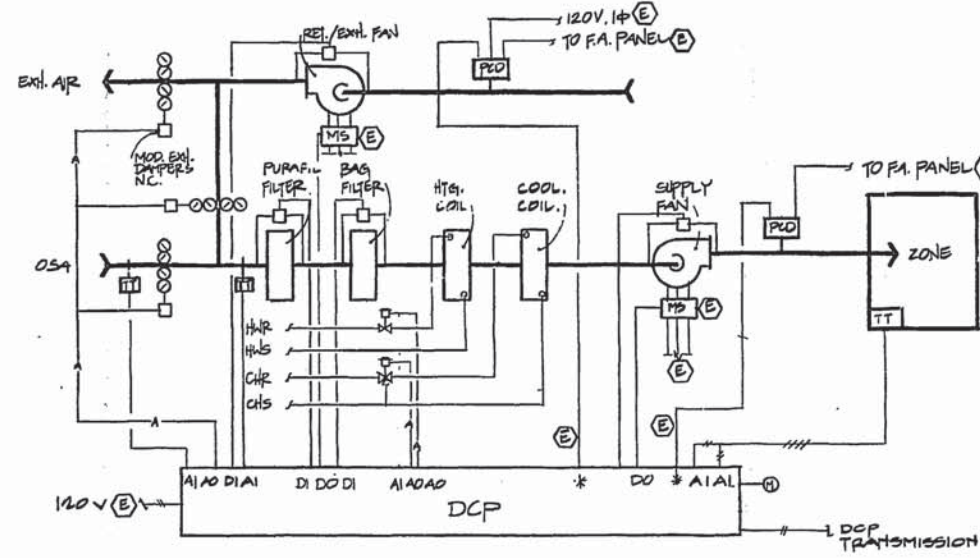 120V, 1Φ E
TO F.A. PANEL E
RET. / EXH. FAN
EXH. AIR
PCD
MS E
MOD. EXH.
DAMPERS
N.C.
PURAFIL
FILTER
BAG
FILTER
HTG.
COIL
COOL.
COIL.
SUPPLY
FAN
TO F.A. PANEL
PCD
OSA
ZONE
TT
TT
MS E
TT
HWR
HWS
CHR
CHS
E
E
E
AI AO DI AI
DI DO DI
AI AO AO
*
DO
*
AI AI
M
120 V E
DCP
DCP
TRANSMISSION